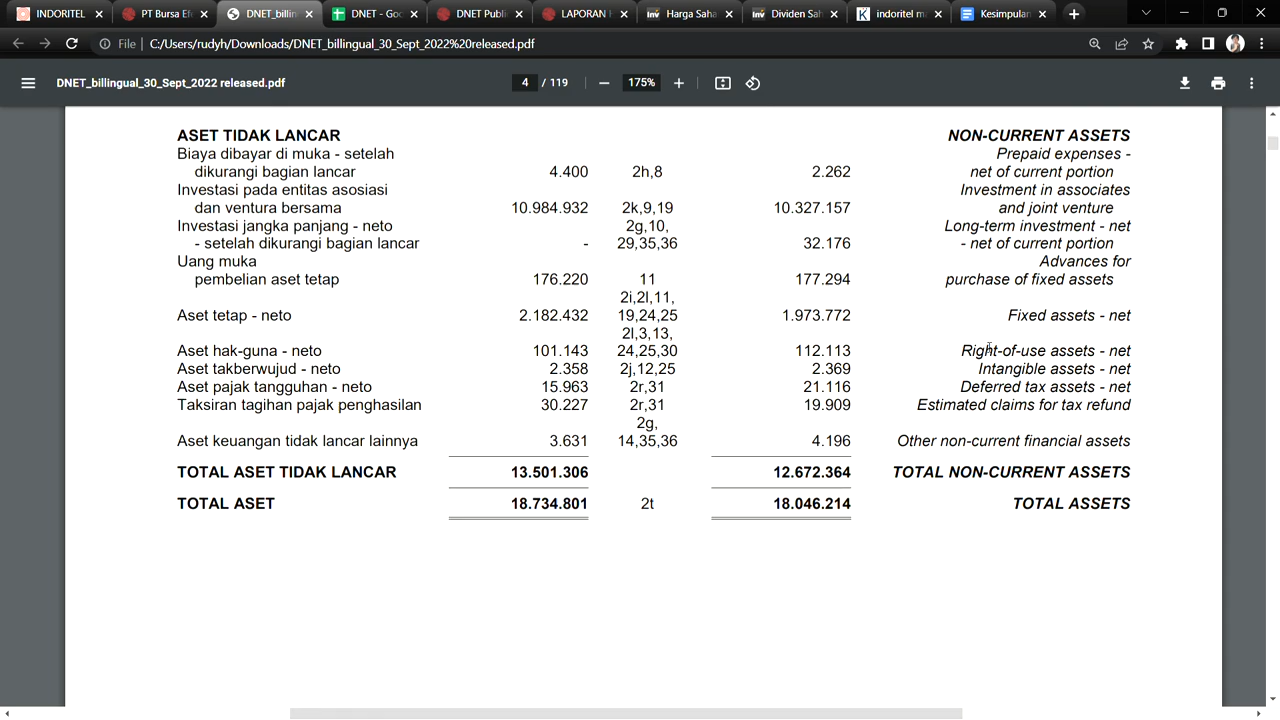 INDORITEL
PT Bursa Ef
DNET_billin
DNET - Goo
DNET Publi
LAPORAN
Harga Saha
Dividen Sah
indoritel ma
Kesimpulan
File
C:/Users/rudyh/Downloads/DNET_billingual_30_Sept_2022%20released.pdf
DNET_billingual_30_Sept_2022 released.pdf
4 / 119
175%
ASET TIDAK LANCAR NON-CURRENT ASSETS
Biaya dibayar di muka - setelah Prepaid expenses -
dikurangi bagian lancar 4.400 2h,8 2.262 net of current portion
Investasi pada entitas asosiasi Investment in associates
dan ventura bersama 10.984.932 2k,9,19 10.327.157 and joint venture
Investasi jangka panjang - neto 2g,10, Long-term investment - net
- setelah dikurangi bagian lancar - 29,35,36 32.176 - net of current portion
Uang muka Advances for
pembelian aset tetap 176.220 11 177.294 purchase of fixed assets
2i,2l,11,
Aset tetap - neto 2.182.432 19,24,25 1.973.772 Fixed assets - net
2l,3,13,
Aset hak-guna - neto 101.143 24,25,30 112.113 Right-of-use assets - net
Aset takberwujud - neto 2.358 2j,12,25 2.369 Intangible assets - net
Aset pajak tangguhan - neto 15.963 2r,31 21.116 Deferred tax assets - net
Taksiran tagihan pajak penghasilan 30.227 2r,31 19.909 Estimated claims for tax refund
2g,
Aset keuangan tidak lancar lainnya 3.631 14,35,36 4.196 Other non-current financial assets
TOTAL ASET TIDAK LANCAR 13.501.306 12.672.364 TOTAL NON-CURRENT ASSETS
TOTAL ASET 18.734.801 2t 18.046.214 TOTAL ASSETS